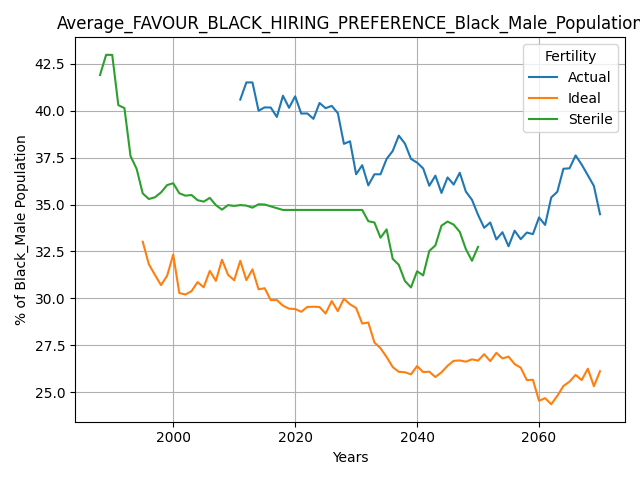 Average_FAVOUR_BLACK_HIRING_PREFERENCE_Black_Male_Population
Fertility
Actual
Ideal
Sterile
% of Black_Male Population
42.5
40.0
37.5
35.0
32.5
30.0
27.5
25.0
2000
2020
2040
2060
Years